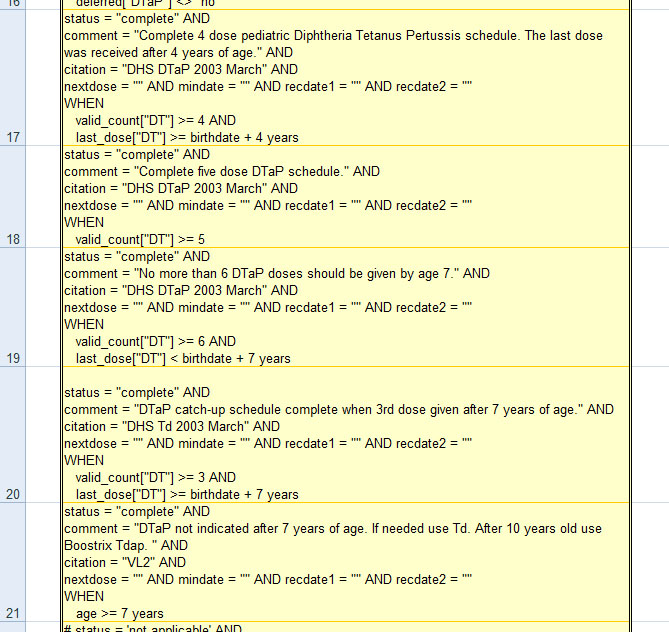 16
deferred["DTaP"] <> "no"
status = "complete" AND
comment = "Complete 4 dose pediatric Diphtheria Tetanus Pertussis schedule. The last dose
was received after 4 years of age." AND
citation = "DHS DTaP 2003 March" AND
nextdose = "" AND mindate = "" AND recdate1 = "" AND recdate2 = ""
WHEN
valid_count["DT"] >= 4 AND
17
last_dose["DT"] >= birthdate + 4 years
status = "complete" AND
comment = "Complete five dose DTaP schedule." AND
citation = "DHS DTaP 2003 March" AND
nextdose = "" AND mindate = "" AND recdate1 = "" AND recdate2 = ""
WHEN
18
valid_count["DT"] >= 5
status = "complete" AND
comment = "No more than 6 DTaP doses should be given by age 7." AND
citation = "DHS DTaP 2003 March" AND
nextdose = "" AND mindate = "" AND recdate1 = "" AND recdate2 = ""
WHEN
valid_count["DT"] >= 6 AND
19
last_dose["DT"] < birthdate + 7 years
status = "complete" AND
comment = "DTaP catch-up schedule complete when 3rd dose given after 7 years of age." AND
citation = "DHS Td 2003 March" AND
nextdose = "" AND mindate = "" AND recdate1 = "" AND recdate2 = ""
WHEN
valid_count["DT"] >= 3 AND
20
last_dose["DT"] >= birthdate + 7 years
status = "complete" AND
comment = "DTaP not indicated after 7 years of age. If needed use Td. After 10 years old use
Boostrix Tdap. " AND
citation = "VL2" AND
nextdose = "" AND mindate = "" AND recdate1 = "" AND recdate2 = ""
WHEN
21
age >= 7 years
# status = 'not applicable' AND